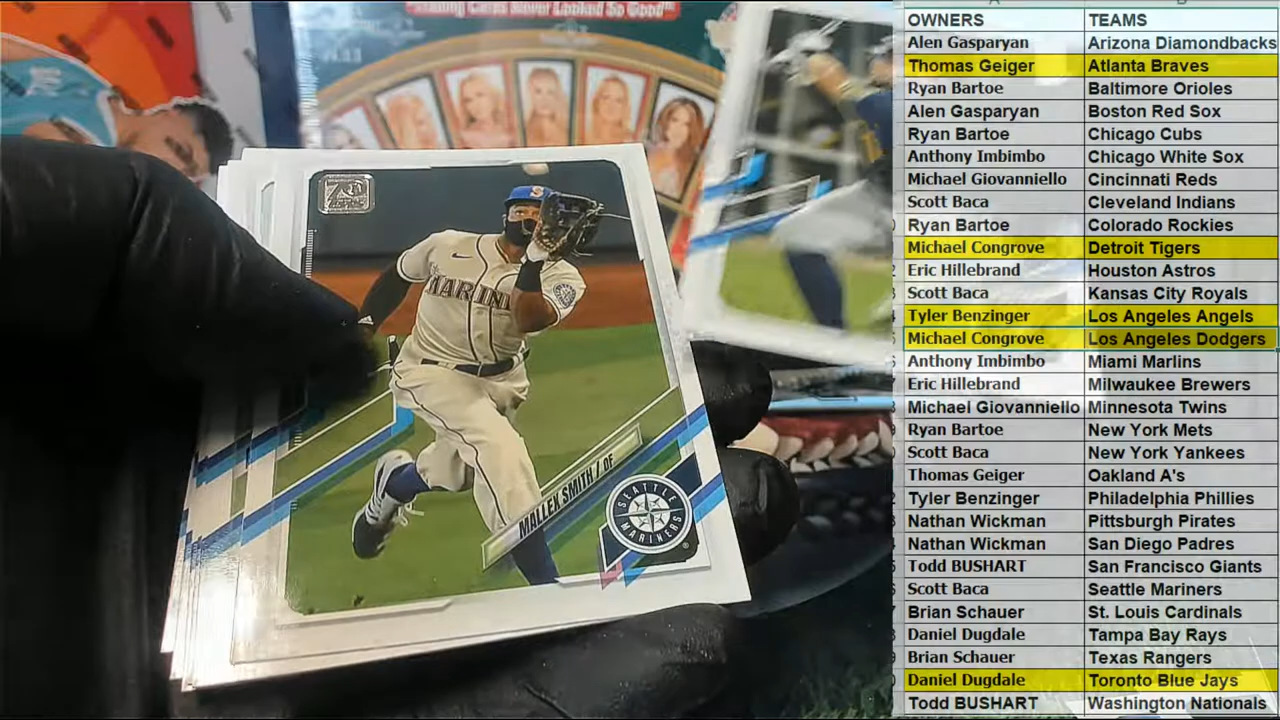 Trading Cards Never Looked So Good™
70
MARIN
MALLEX SMITH / OF
SEATTLE
MARINERS
OWNERS TEAMS
Alen Gasparyan Arizona Diamondbacks
Thomas Geiger Atlanta Braves
Ryan Bartoe Baltimore Orioles
Alen Gasparyan Boston Red Sox
Ryan Bartoe Chicago Cubs
Anthony Imbimbo Chicago White Sox
Michael Giovanniello Cincinnati Reds
Scott Baca Cleveland Indians
Ryan Bartoe Colorado Rockies
Michael Congrove Detroit Tigers
Eric Hillebrand Houston Astros
Scott Baca Kansas City Royals
Tyler Benzinger Los Angeles Angels
Michael Congrove Los Angeles Dodgers
Anthony Imbimbo Miami Marlins
Eric Hillebrand Milwaukee Brewers
Michael Giovanniello Minnesota Twins
Ryan Bartoe New York Mets
Scott Baca New York Yankees
Thomas Geiger Oakland A's
Tyler Benzinger Philadelphia Phillies
Nathan Wickman Pittsburgh Pirates
Nathan Wickman San Diego Padres
Todd BUSHART San Francisco Giants
Scott Baca Seattle Mariners
Brian Schauer St. Louis Cardinals
Daniel Dugdale Tampa Bay Rays
Brian Schauer Texas Rangers
Daniel Dugdale Toronto Blue Jays
Todd BUSHART Washington Nationals